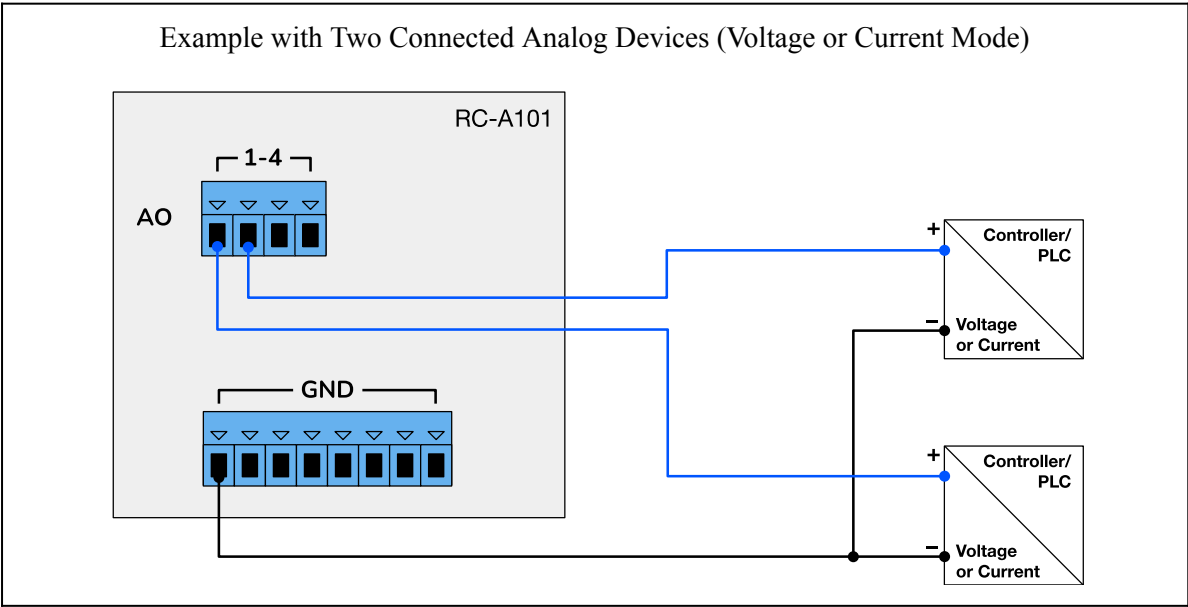 Example with Two Connected Analog Devices (Voltage or Current Mode)
RC-A101
1-4
AO
GND
+
Controller/
PLC
–
Voltage
or Current
+
Controller/
PLC
–
Voltage
or Current